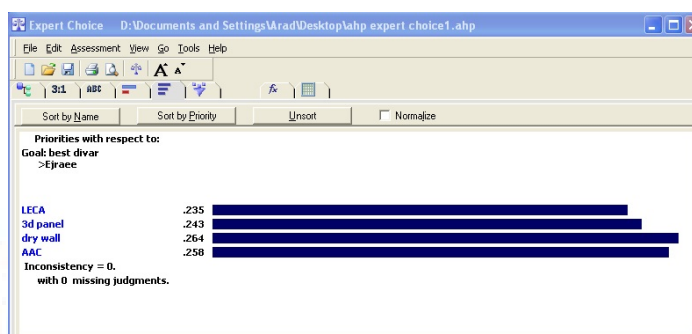 Expert Choice D:\Documents and Settings\Arad\Desktop\ahp expert choice1.ahp
File Edit Assessment View Go Tools Help
A A
3:1 ABC fx
Sort by Name Sort by Priority Unsort Normalize
Priorities with respect to:
Goal: best divar
>Ejraee
LECA .235
3d panel .243
dry wall .264
AAC .258
Inconsistency = 0.
with 0 missing judgments.